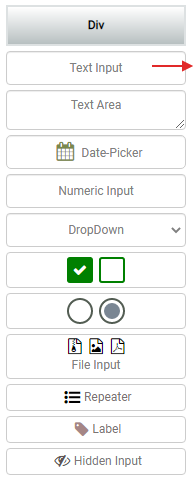 Div
Text Input
Text Area
Date-Picker
Numeric Input
DropDown
File Input
Repeater
Label
Hidden Input